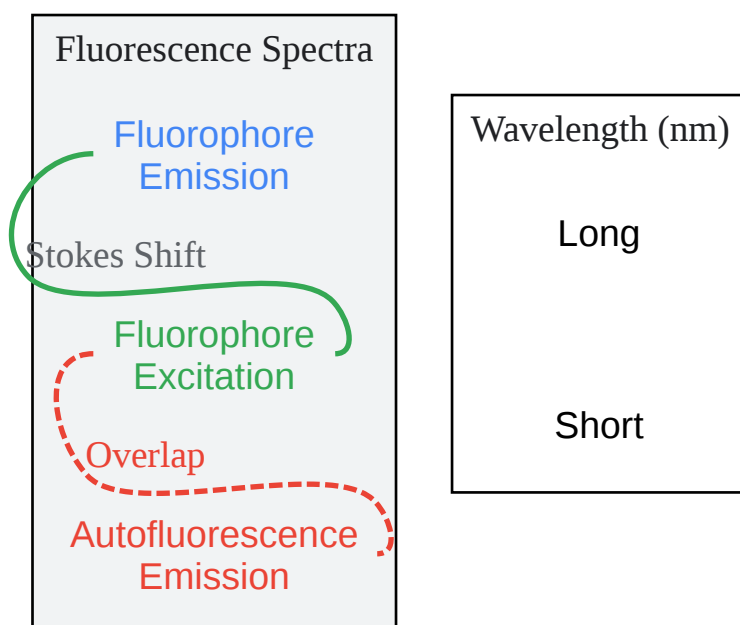 Fluorescence Spectra
Fluorophore
Emission
Stokes Shift
Fluorophore
Excitation
Overlap
Autofluorescence
Emission
Wavelength (nm)
Long
Short